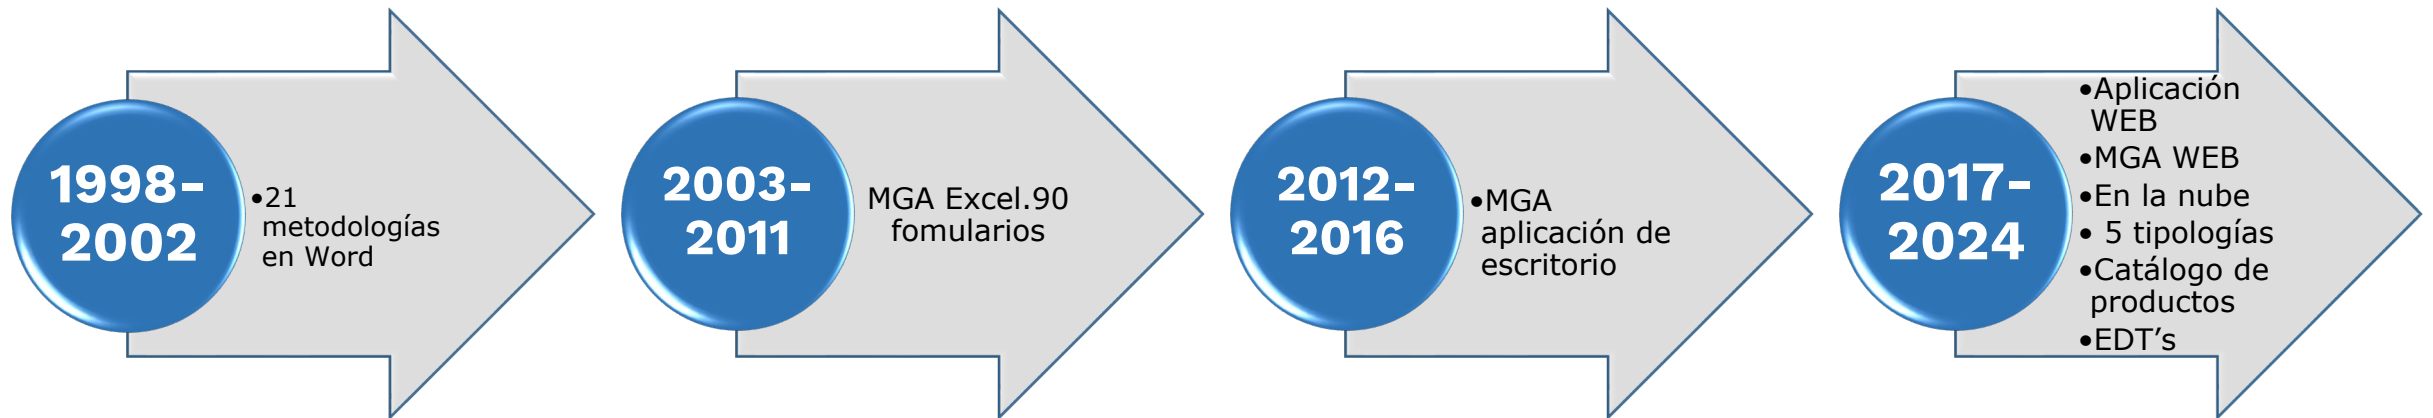 1998-
2002
•21
metodologías
en Word
2003-
2011
MGA Excel.90
fomularios
2012-
2016
•MGA
aplicación de
escritorio
2017-
2024
•Aplicación
WEB
•MGA WEB
•En la nube
• 5 tipologías
•Catálogo de
productos
•EDT’s